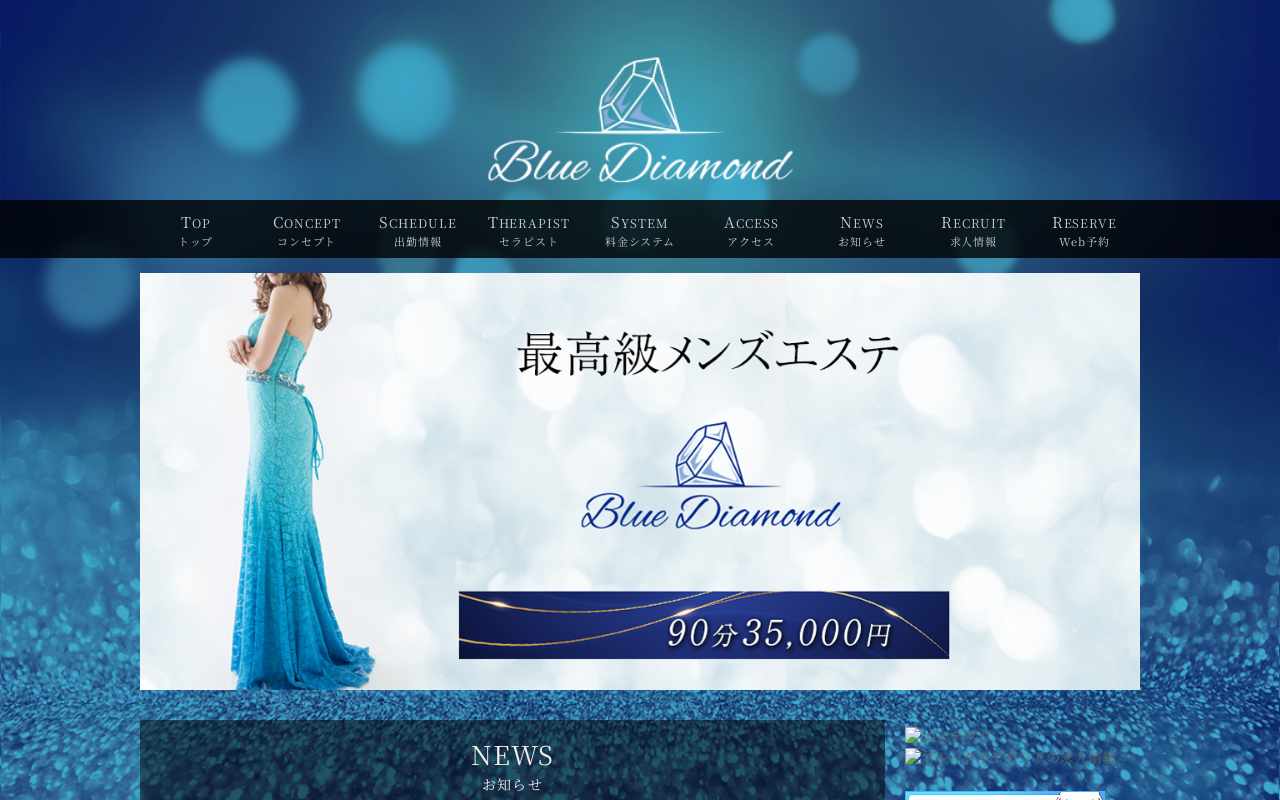 Blue Diamond
TOP
トップ
CONCEPT
コンセプト
SCHEDULE
出勤情報
THERAPIST
セラピスト
SYSTEM
料金システム
ACCESS
アクセス
NEWS
お知らせ
RECRUIT
求人情報
RESERVE
Web予約
最高級メンズエステ
Blue Diamond
90分35,000円
NEWS
お知らせ